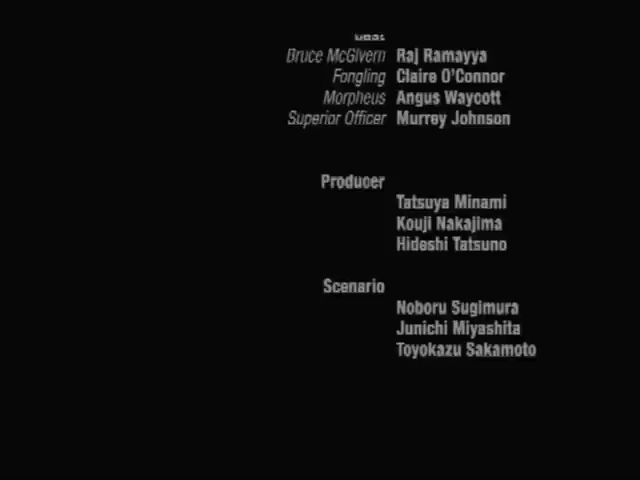 Bruce McGivern Raj Ramayya
Fongling Claire O'Connor
Morpheus Angus Waycott
Superior Officer Murrey Johnson
Producer
Tatsuya Minami
Kouji Nakajima
Hideshi Tatsuno
Scenario
Noboru Sugimura
Junichi Miyashita
Toyokazu Sakamoto